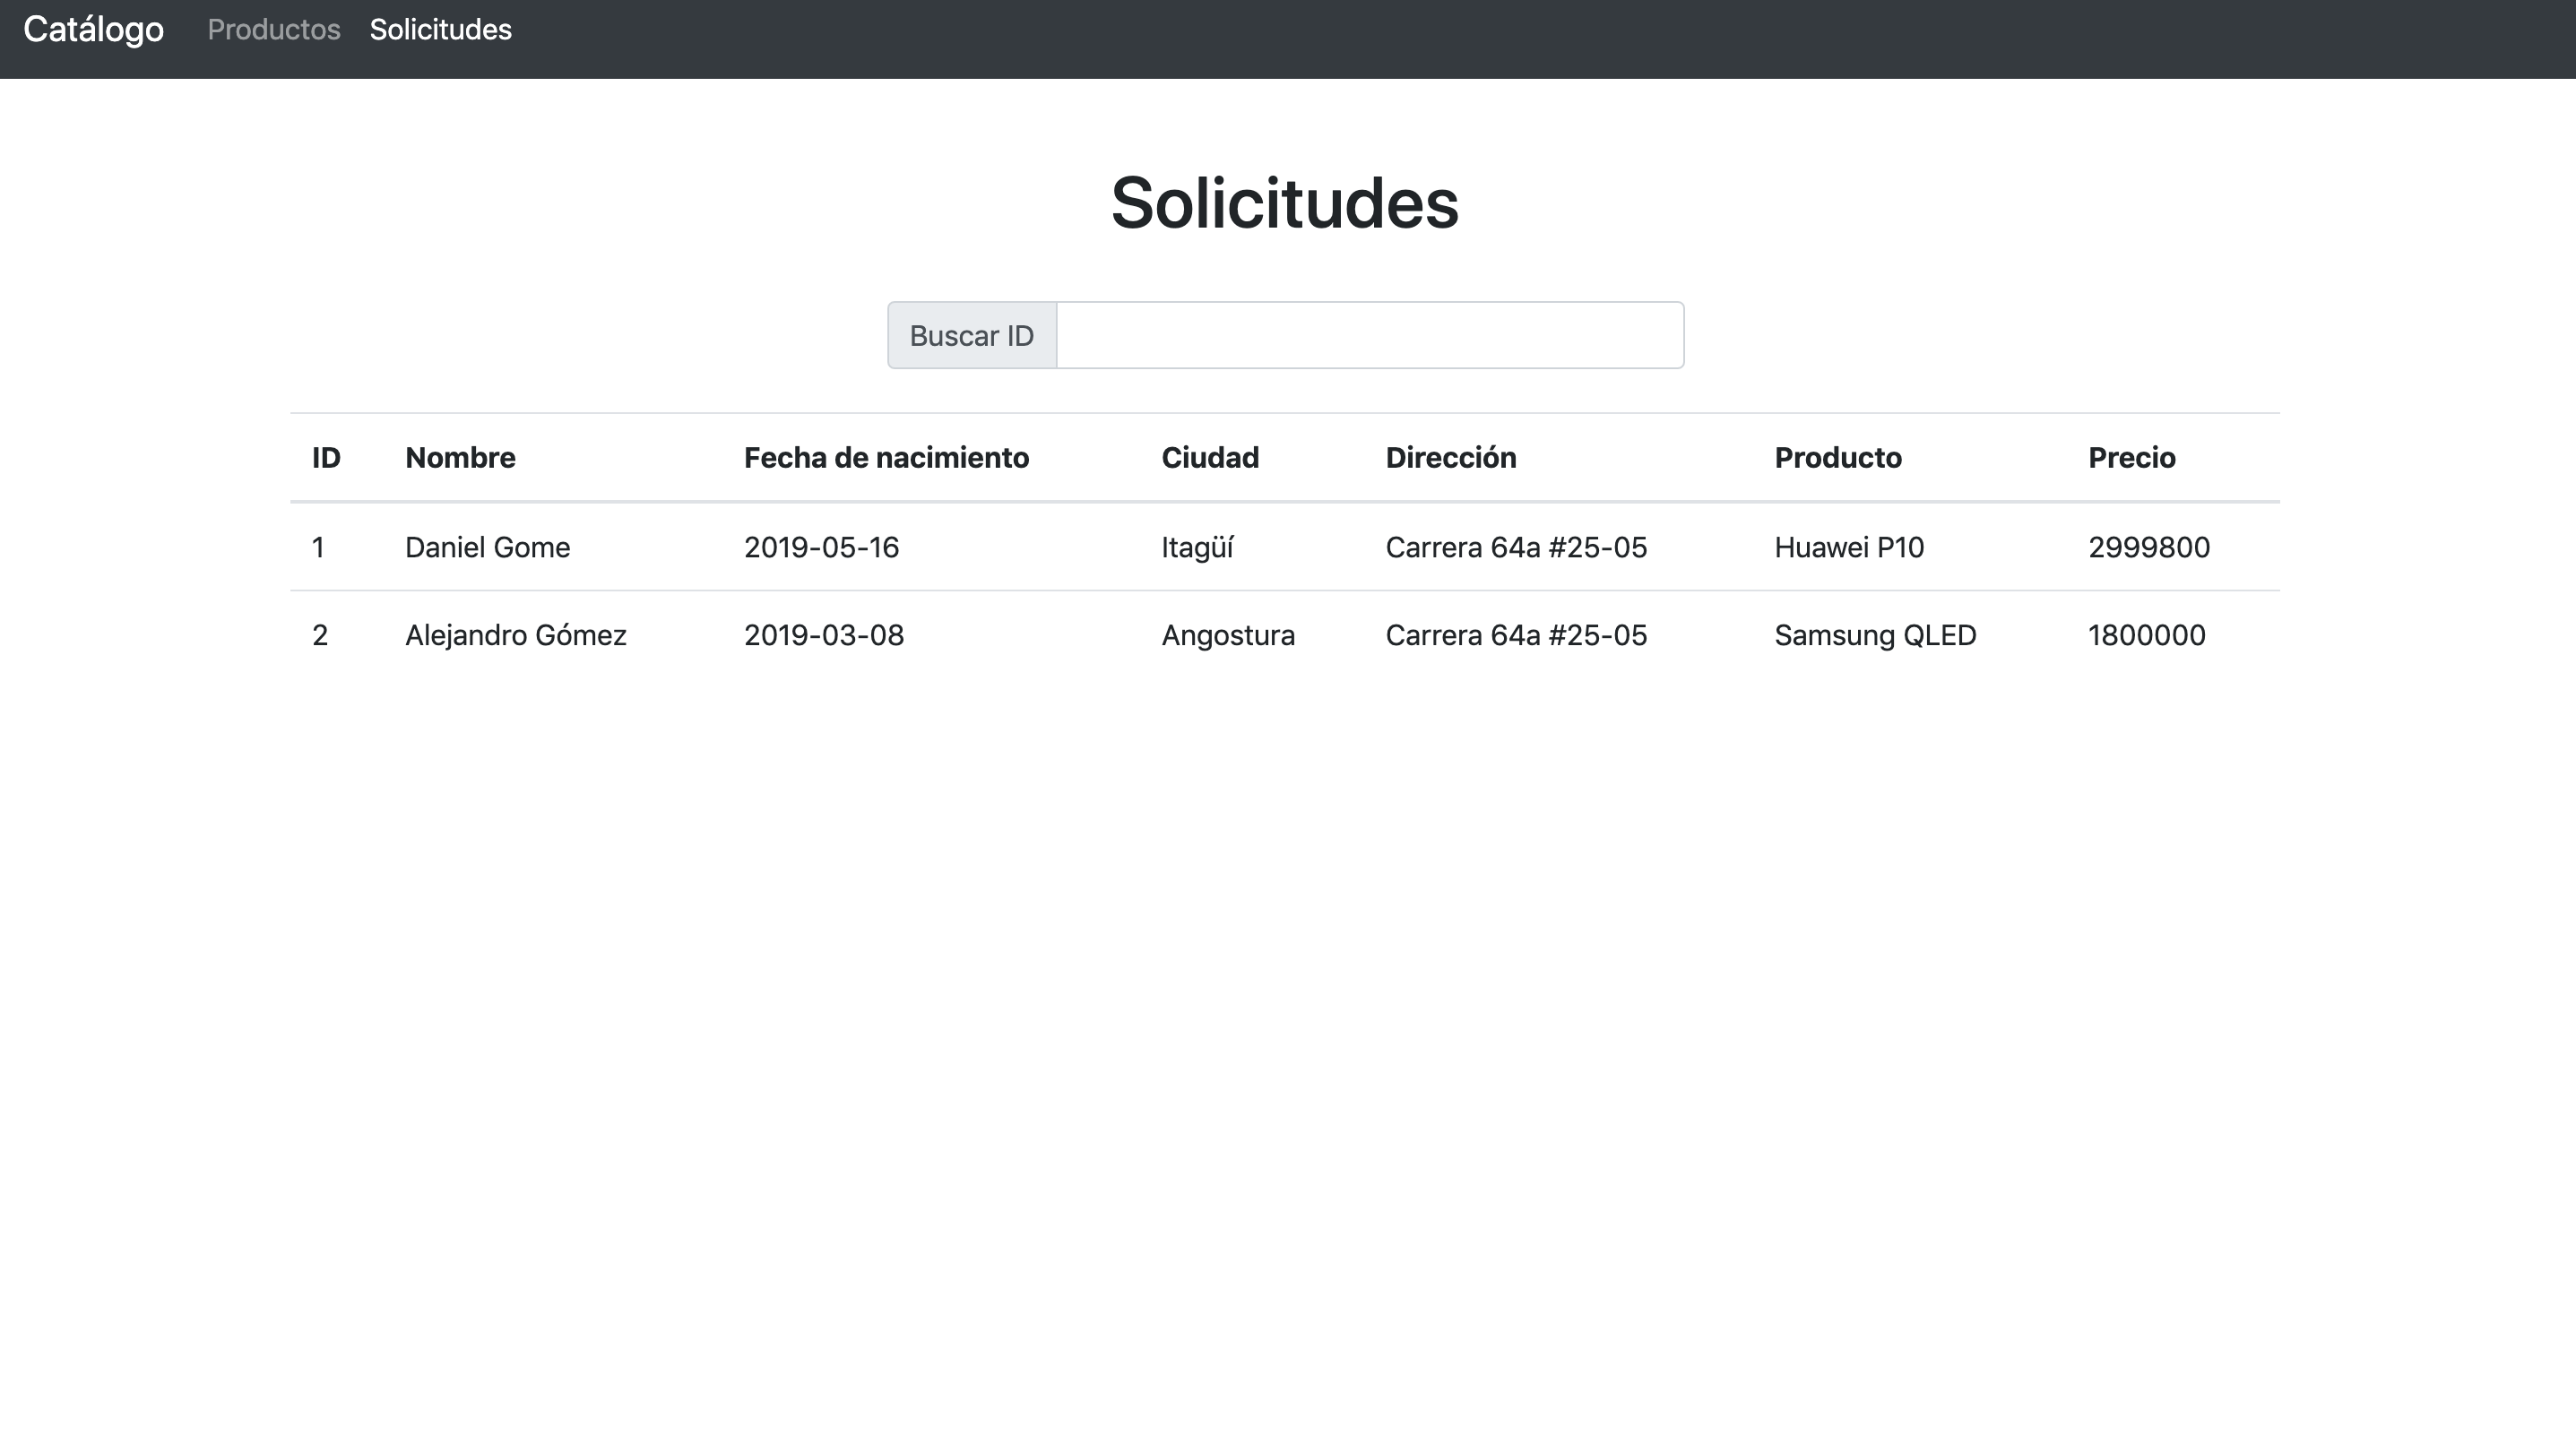 Catálogo Productos Solicitudes
Solicitudes
Buscar ID
ID Nombre Fecha de nacimiento Ciudad Dirección Producto Precio
1 Daniel Gome 2019-05-16 Itagüí Carrera 64a #25-05 Huawei P10 2999800
2 Alejandro Gómez 2019-03-08 Angostura Carrera 64a #25-05 Samsung QLED 1800000